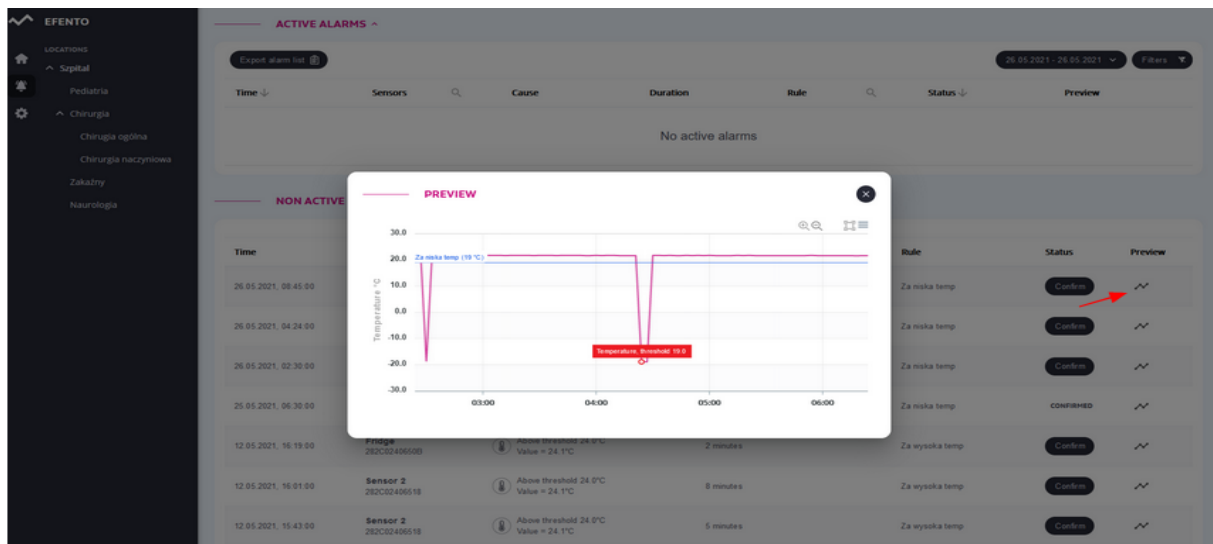 EFENTO
LOCATIONS
Szpital
Pediatria
Chirurgia
Chirugia ogólna
Chirurgia naczyniowa
Zakaźny
Naurologia
ACTIVE ALARMS
Export alarm list
26.05.2021 - 26.05.2021
Filters
Time Sensors Cause Duration Rule Status Preview
No active alarms
NON ACTIVE
Time Rule Status Preview
26.05.2021, 08:45:00 Za niska temp Confirm
26.05.2021, 04:24:00 Za niska temp Confirm
26.05.2021, 02:30:00 Za niska temp Confirm
25.05.2021, 06:30:00 Za niska temp CONFIRMED
12.05.2021, 16:19:00 Fridge Above threshold 24.0°C 2 minutes Za wysoka temp Confirm
282C0240650B Value = 24.1°C
12.05.2021, 16:01:00 Sensor 2 Above threshold 24.0°C 8 minutes Za wysoka temp Confirm
282C02406518 Value = 24.1°C
12.05.2021, 15:43:00 Sensor 2 Above threshold 24.0°C 5 minutes Za wysoka temp Confirm
282C02406518 Value = 24.1°C
PREVIEW
30.0
20.0
10.0
0.0
-10.0
-20.0
-30.0
Temperature °C
Za niska temp (19 °C)
Temperature, threshold 19.0
03:00 04:00 05:00 06:00